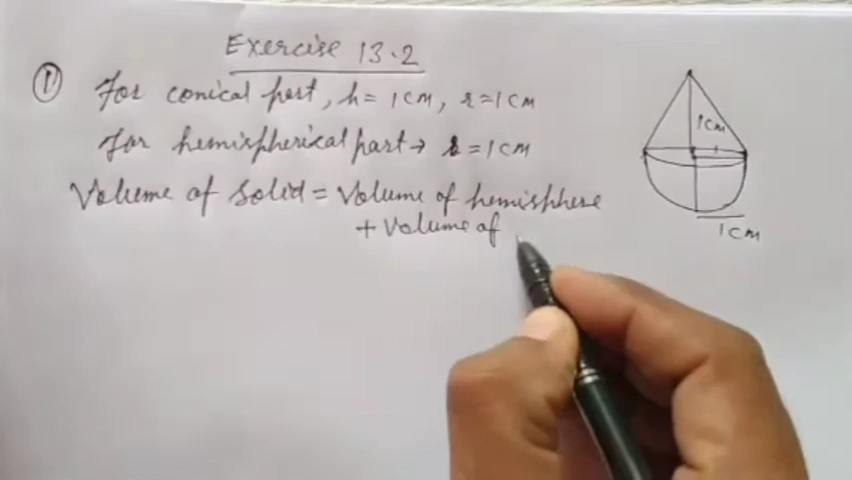 Exercise 13.2
① For conical part, h = 1cm, r = 1cm
For hemispherical part → r = 1cm
Volume of solid = Volume of hemisphere
+ Volume of
1cm
1cm